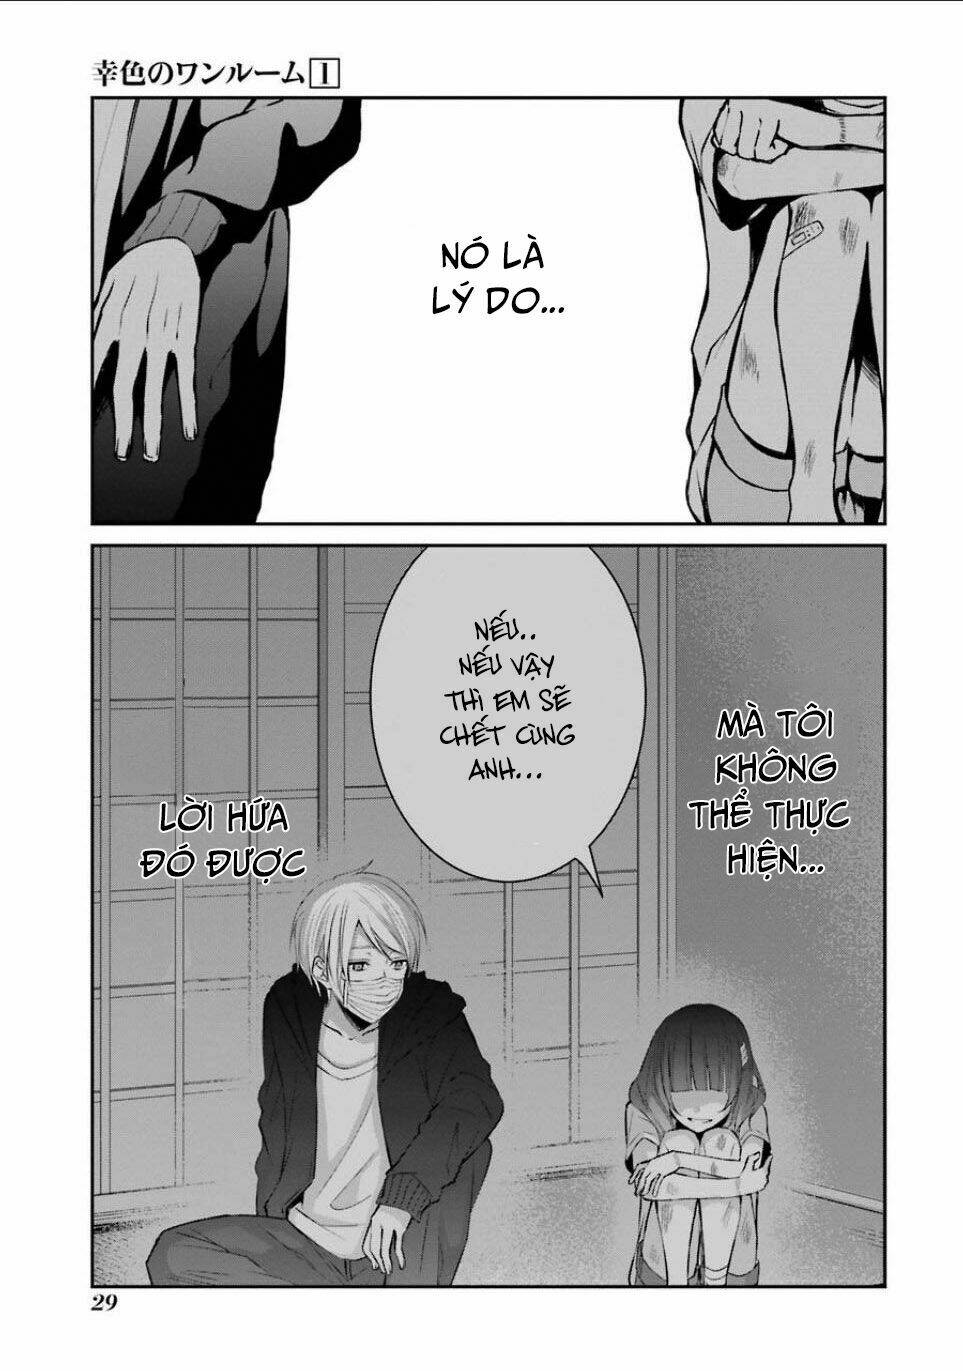 幸色のワンルーム 1
NÓ LÀ
LÝ DO...
NẾU..
NẾU VẬY
THÌ EM SẼ
CHẾT CÙNG
ANH...
MÀ TÔI
KHÔNG
THỂ THỰC
HIỆN...
LỜI HỨA
ĐÓ ĐƯỢC
29